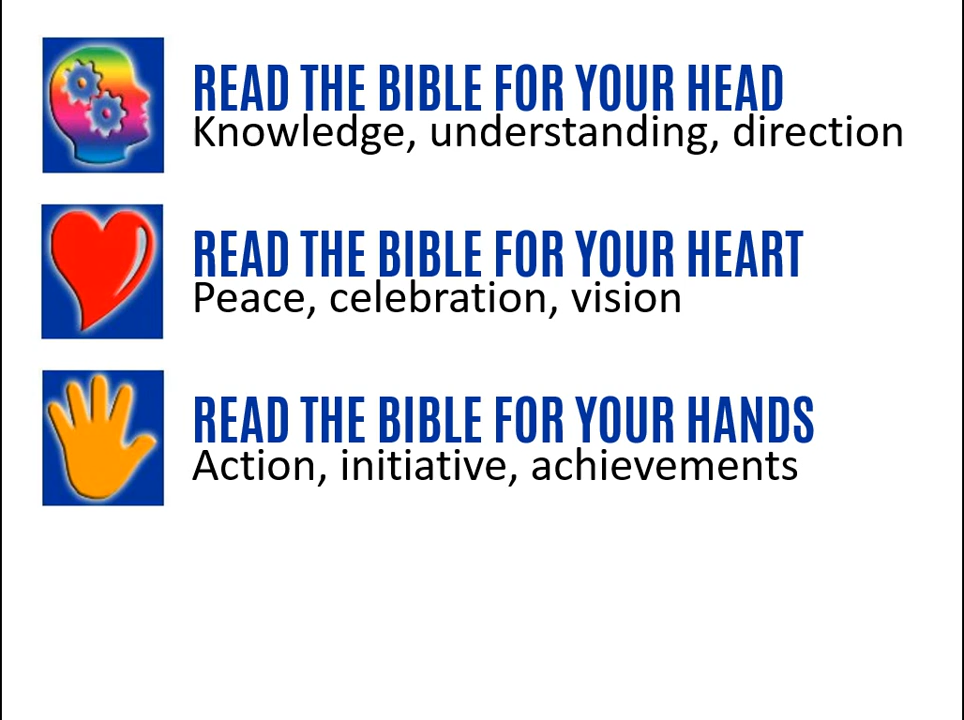 READ THE BIBLE FOR YOUR HEAD
Knowledge, understanding, direction
READ THE BIBLE FOR YOUR HEART
Peace, celebration, vision
READ THE BIBLE FOR YOUR HANDS
Action, initiative, achievements